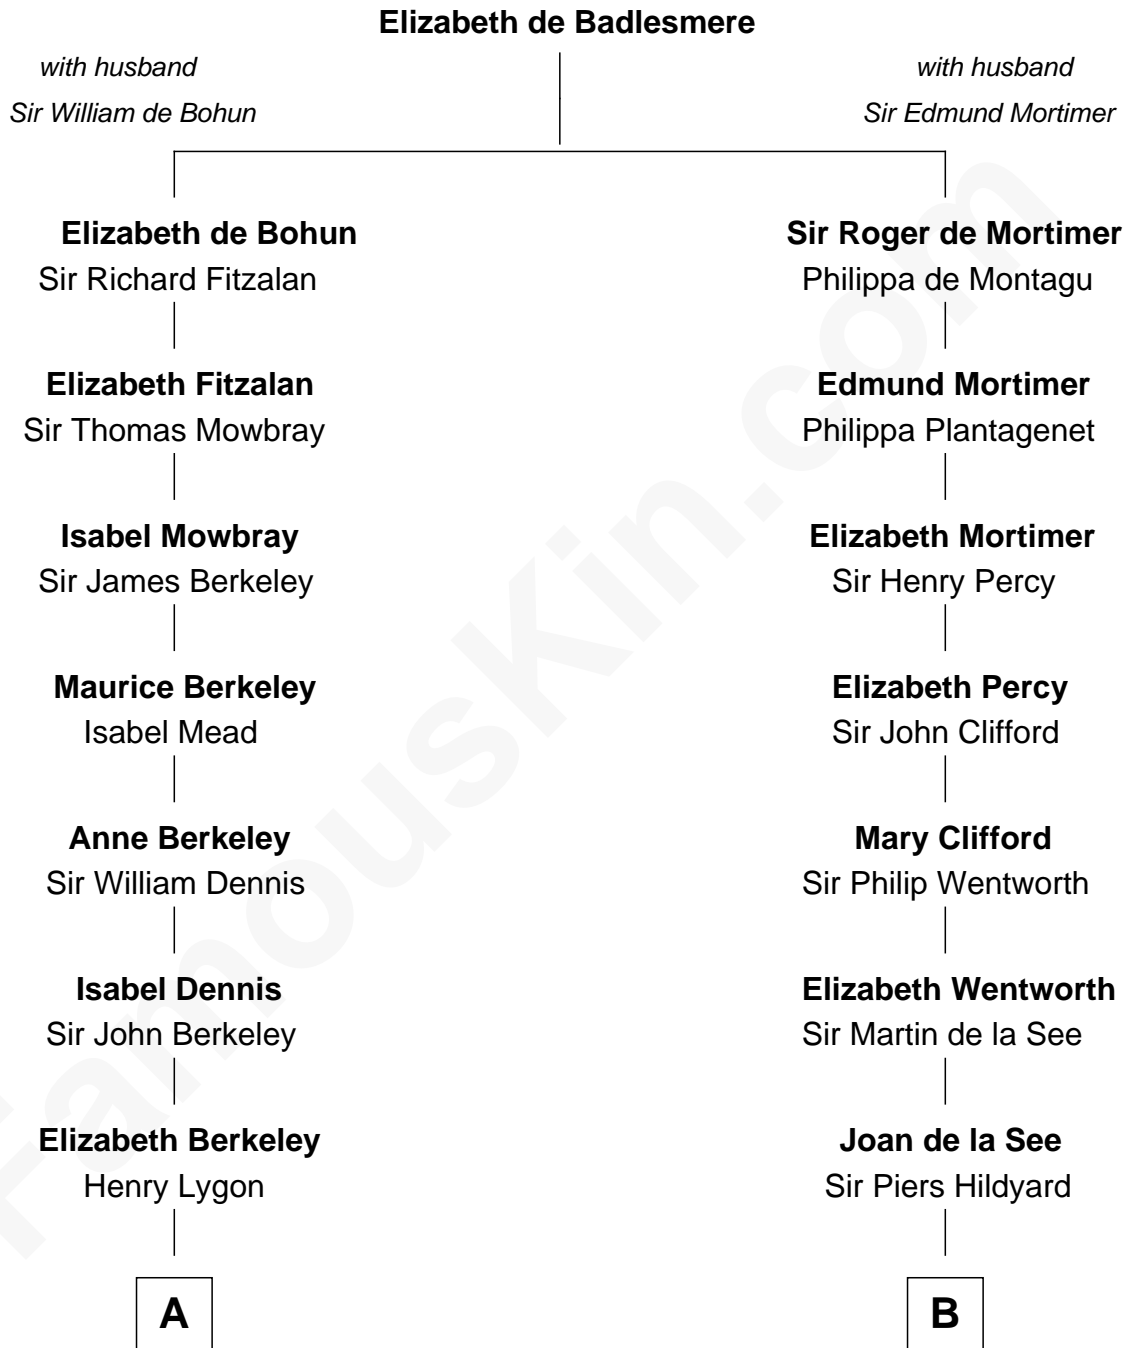 Elizabeth de Badlesmere
with husband
Sir William de Bohun
with husband
Sir Edmund Mortimer
Elizabeth de Bohun
Sir Richard Fitzalan
Sir Roger de Mortimer
Philippa de Montagu
Elizabeth Fitzalan
Sir Thomas Mowbray
Edmund Mortimer
Philippa Plantagenet
Isabel Mowbray
Sir James Berkeley
Elizabeth Mortimer
Sir Henry Percy
Maurice Berkeley
Isabel Mead
Elizabeth Percy
Sir John Clifford
Anne Berkeley
Sir William Dennis
Mary Clifford
Sir Philip Wentworth
Isabel Dennis
Sir John Berkeley
Elizabeth Wentworth
Sir Martin de la See
Elizabeth Berkeley
Henry Lygon
Joan de la See
Sir Piers Hildyard
A
B
FamousKin.com